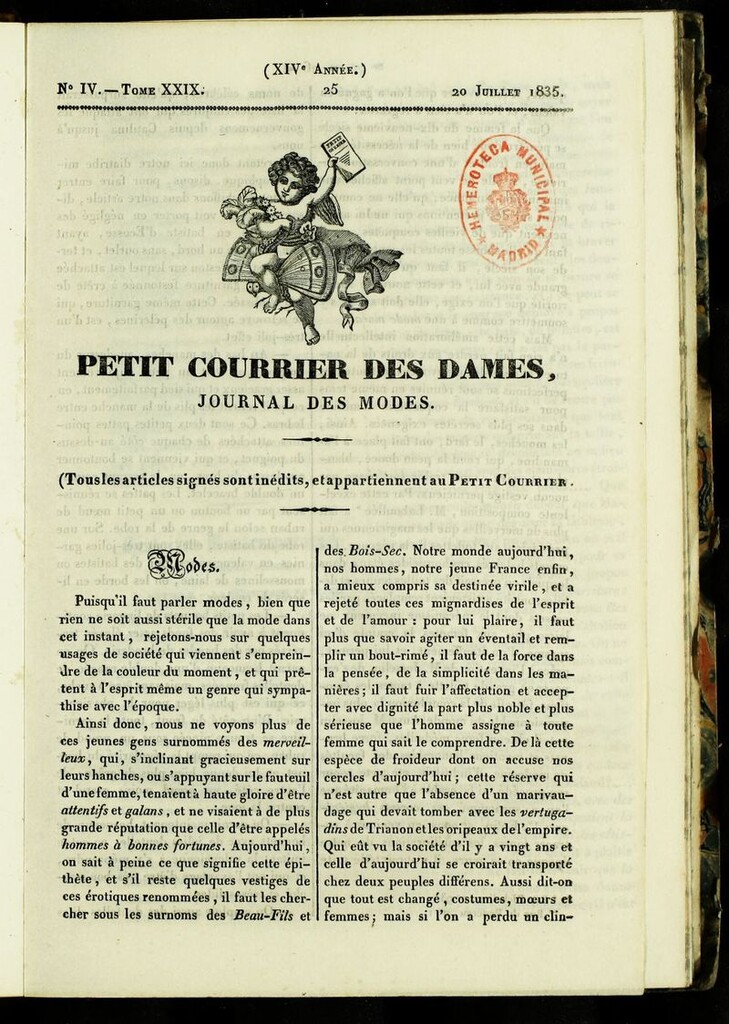 (XIVe Année.)
No IV. — Tome XXIX. 25 20 Juillet 1835.
PETIT
HEMEROTECA MUNICIPAL
★ MADRID ★
PETIT COURRIER DES DAMES,
JOURNAL DES MODES.
(Tous les articles signés sont inédits, et appartiennent au Petit Courrier.
Modes.
Puisqu'il faut parler modes, bien que
rien ne soit aussi stérile que la mode dans
cet instant, rejetons-nous sur quelques
usages de société qui viennent s'emprein-
dre de la couleur du moment, et qui prê-
tent à l'esprit même un genre qui sympa-
thise avec l'époque.
Ainsi donc, nous ne voyons plus de
ces jeunes gens surnommés des merveil-
leux, qui, s'inclinant gracieusement sur
leurs hanches, ou s'appuyant sur le fauteuil
d'une femme, tenaient à haute gloire d'être
attentifs et galans, et ne visaient à de plus
grande réputation que celle d'être appelés
hommes à bonnes fortunes. Aujourd'hui,
on sait à peine ce que signifie cette épi-
thète, et s'il reste quelques vestiges de
ces érotiques renommées, il faut les cher-
cher sous les surnoms des Beau-Fils et
des Bois-Sec. Notre monde aujourd'hui,
nos hommes, notre jeune France enfin,
a mieux compris sa destinée virile, et a
rejeté toutes ces mignardises de l'esprit
et de l'amour : pour lui plaire, il faut
plus que savoir agiter un éventail et rem-
plir un bout-rimé, il faut de la force dans
la pensée, de la simplicité dans les ma-
nières; il faut fuir l'affectation et accep-
ter avec dignité la part plus noble et plus
sérieuse que l'homme assigne à toute
femme qui sait le comprendre. De là cette
espèce de froideur dont on accuse nos
cercles d'aujourd'hui; cette réserve qui
n'est autre que l'absence d'un marivau-
dage qui devait tomber avec les vertuga-
dins de Trianon et les oripeaux de l'empire.
Qui eût vu la société d'il y a vingt ans et
celle d'aujourd'hui se croirait transporté
chez deux peuples différens. Aussi dit-on
que tout est changé, costumes, mœurs et
femmes; mais si l'on a perdu un clin-